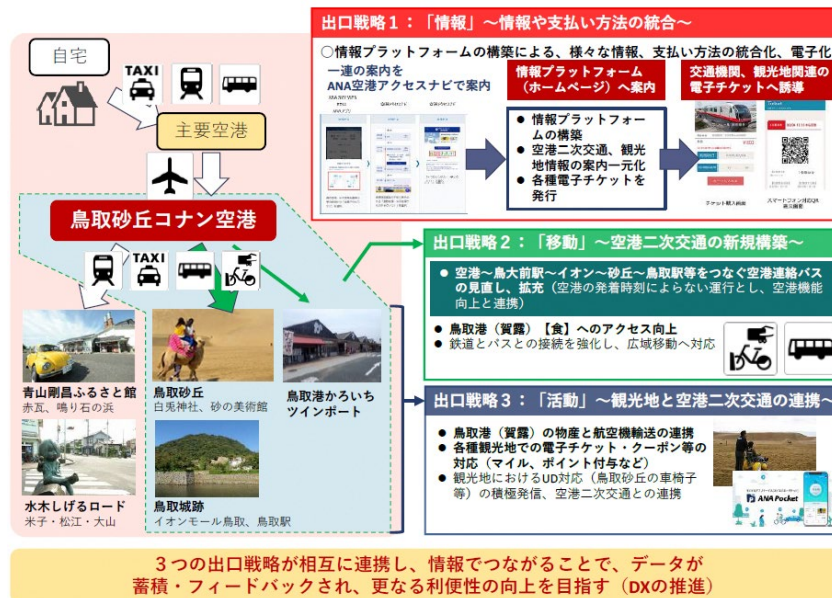 自宅
TAXI
主要空港
鳥取砂丘コナン空港
TAXI
青山剛昌ふるさと館
赤瓦、鳴り石の浜
鳥取砂丘
白兎神社、砂の美術館
鳥取港かろいち
ツインポート
水木しげるロード
米子・松江・大山
鳥取城跡
イオンモール鳥取、鳥取駅
出口戦略1：「情報」～情報や支払い方法の統合～
○情報プラットフォームの構築による、様々な情報、支払い方法の統合化、電子化
一連の案内を
ANA空港アクセスナビで案内
情報プラットフォーム
（ホームページ）へ案内
● 情報プラットフォー
ムの構築
● 空港二次交通、観光
地情報の案内一元化
● 各種電子チケットを
発行
交通機関、観光地関連の
電子チケットへ誘導
チケット購入画面
出口戦略2：「移動」～空港二次交通の新規構築～
● 空港～鳥大前駅～イオン～砂丘～鳥取駅等をつなぐ空港連絡バス
の見直し、拡充（空港の発着時刻によらない運行とし、空港機能
向上と連携）
● 鳥取港（賀露）【食】へのアクセス向上
● 鉄道とバスとの接続を強化し、広域移動へ対応
出口戦略3：「活動」～観光地と空港二次交通の連携～
● 鳥取港（賀露）の物産と航空機輸送の連携
● 各種観光地での電子チケット・クーポン等の
対応（マイル、ポイント付与など）
● 観光地におけるUD対応（鳥取砂丘の車椅子
等）の積極発信、空港二次交通との連携
ANA Pocket
３つの出口戦略が相互に連携し、情報でつながることで、データが
蓄積・フィードバックされ、更なる利便性の向上を目指す（DXの推進）